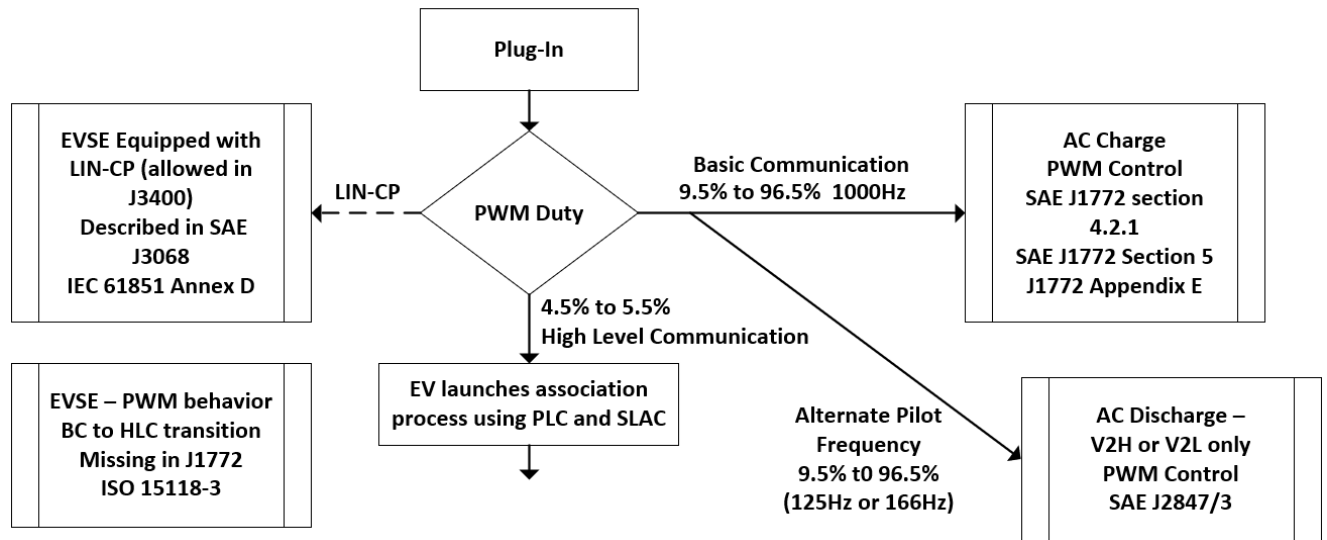 Plug-In
EVSE Equipped with
LIN-CP (allowed in
J3400)
Described in SAE
J3068
IEC 61851 Annex D
LIN-CP
PWM Duty
Basic Communication
9.5% to 96.5%  1000Hz
AC Charge
PWM Control
SAE J1772 section
4.2.1
SAE J1772 Section 5
J1772 Appendix E
4.5% to 5.5%
High Level Communication
EVSE – PWM behavior
BC to HLC transition
Missing in J1772
ISO 15118-3
EV launches association
process using PLC and SLAC
Alternate Pilot
Frequency
9.5% t0 96.5%
(125Hz or 166Hz)
AC Discharge –
V2H or V2L only
PWM Control
SAE J2847/3